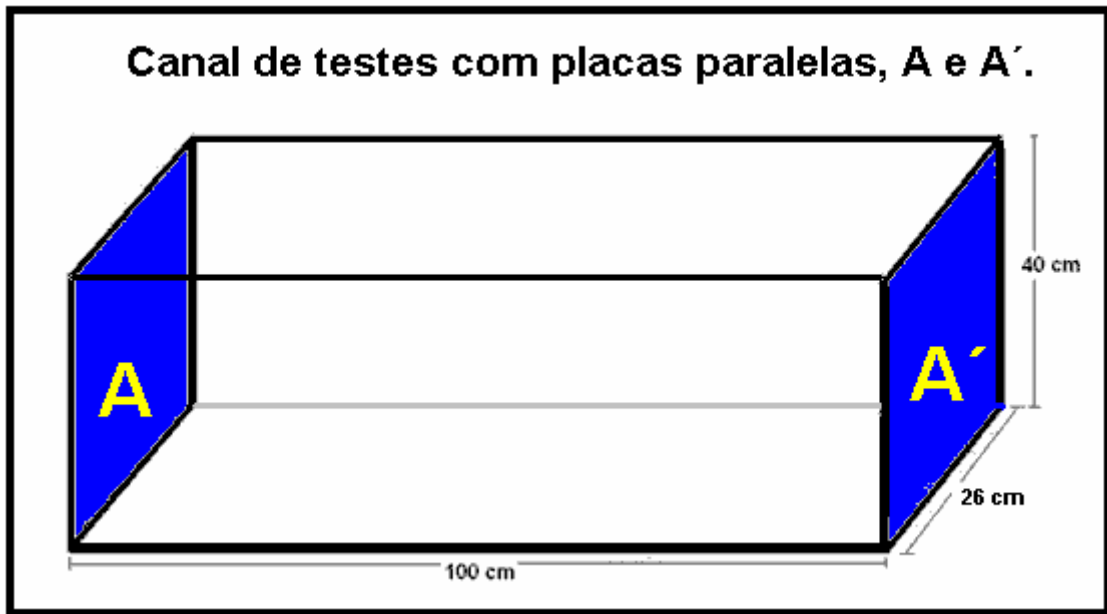 Canal de testes com placas paralelas, A e A´.
40 cm
A
A´
26 cm
100 cm